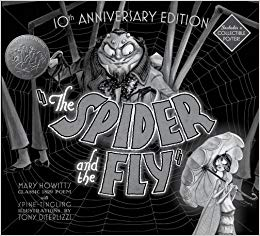 10th ANNIVERSARY EDITION
Includes a
COLLECTIBLE
POSTER!
"The
SPIDER
and the
FLY"
MARY HOWITT'S
CLASSIC 1829 POEM
with
SPINE-TINGLING
ILLUSTRATIONS BY
TONY DITERLIZZI